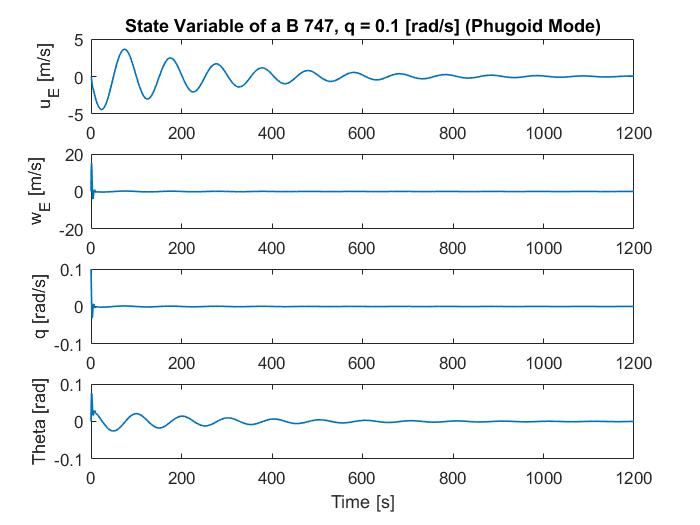 State Variable of a B 747, q = 0.1 [rad/s] (Phugoid Mode)
5
0
-5
u_E [m/s]
0 200 400 600 800 1000 1200
20
0
-20
w_E [m/s]
0 200 400 600 800 1000 1200
0.1
0
-0.1
q [rad/s]
0 200 400 600 800 1000 1200
0.1
0
-0.1
Theta [rad]
0 200 400 600 800 1000 1200
Time [s]